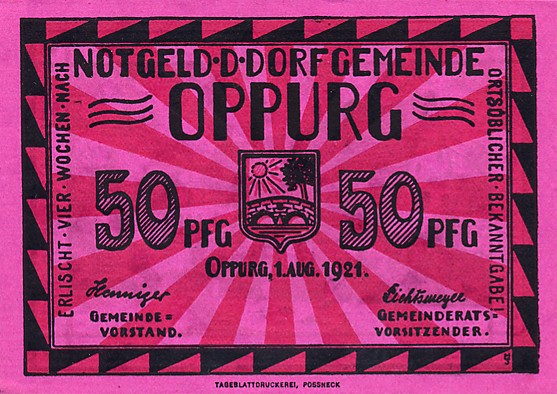 NOTGELD·D·DORFGEMEINDE
OPPURG
ERLISCHT·VIER·WOCHEN·NACH
ORTSÜBLICHER·BEKANNTGABE!
50 PFG
50 PFG
OPPURG, 1. AUG. 1921.
Henniger
GEMEINDE=
VORSTAND.
GEMEINDERATS=
VORSITZENDER.
TAGEBLATTDRUCKEREI, POSSNECK